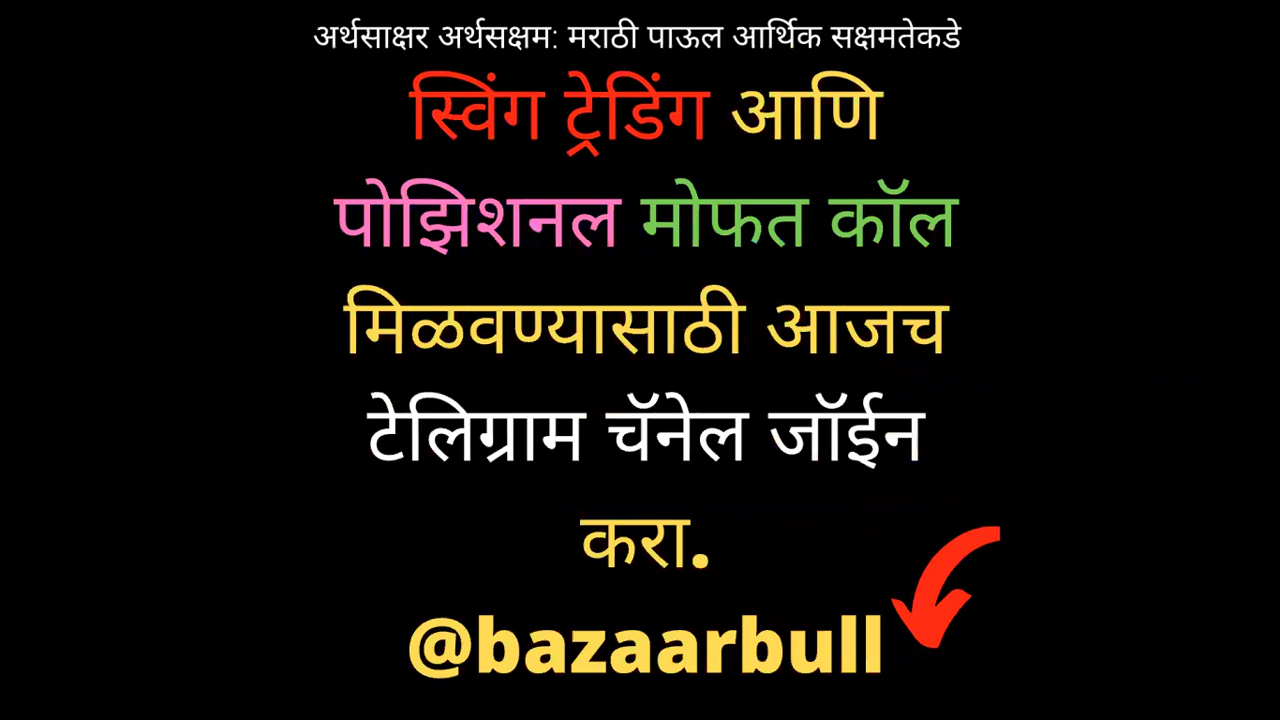 अर्थसाक्षर अर्थसक्षम: मराठी पाऊल आर्थिक सक्षमतेकडे
स्विंग ट्रेडिंग आणि
पोझिशनल मोफत कॉल
मिळवण्यासाठी आजच
टेलिग्राम चॅनेल जॉईन
करा.
@bazaarbull